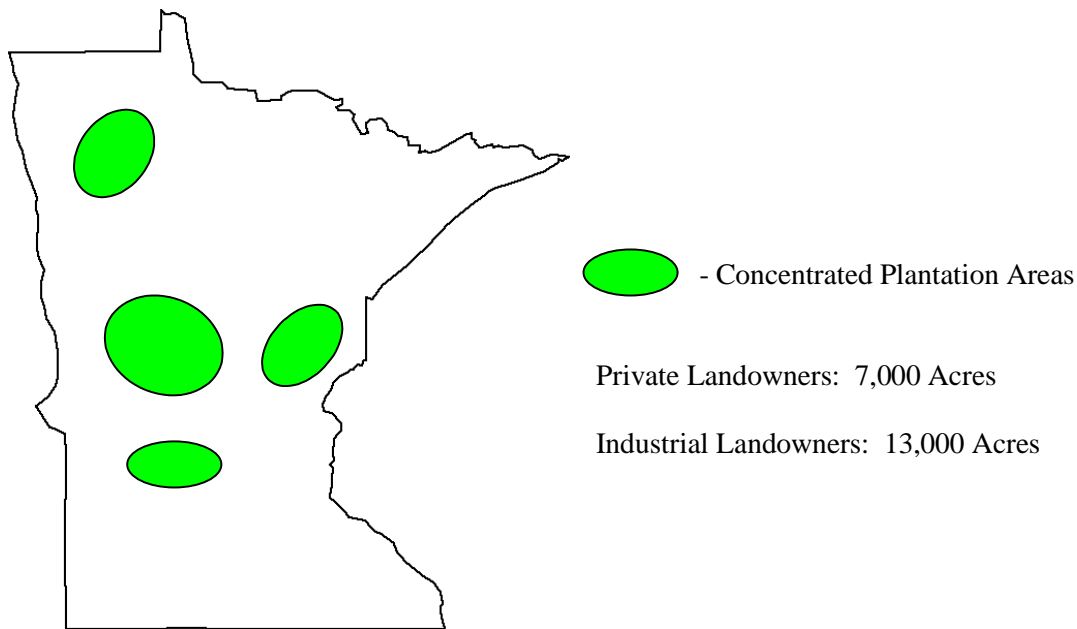 - Concentrated Plantation Areas
Private Landowners: 7,000 Acres
Industrial Landowners: 13,000 Acres